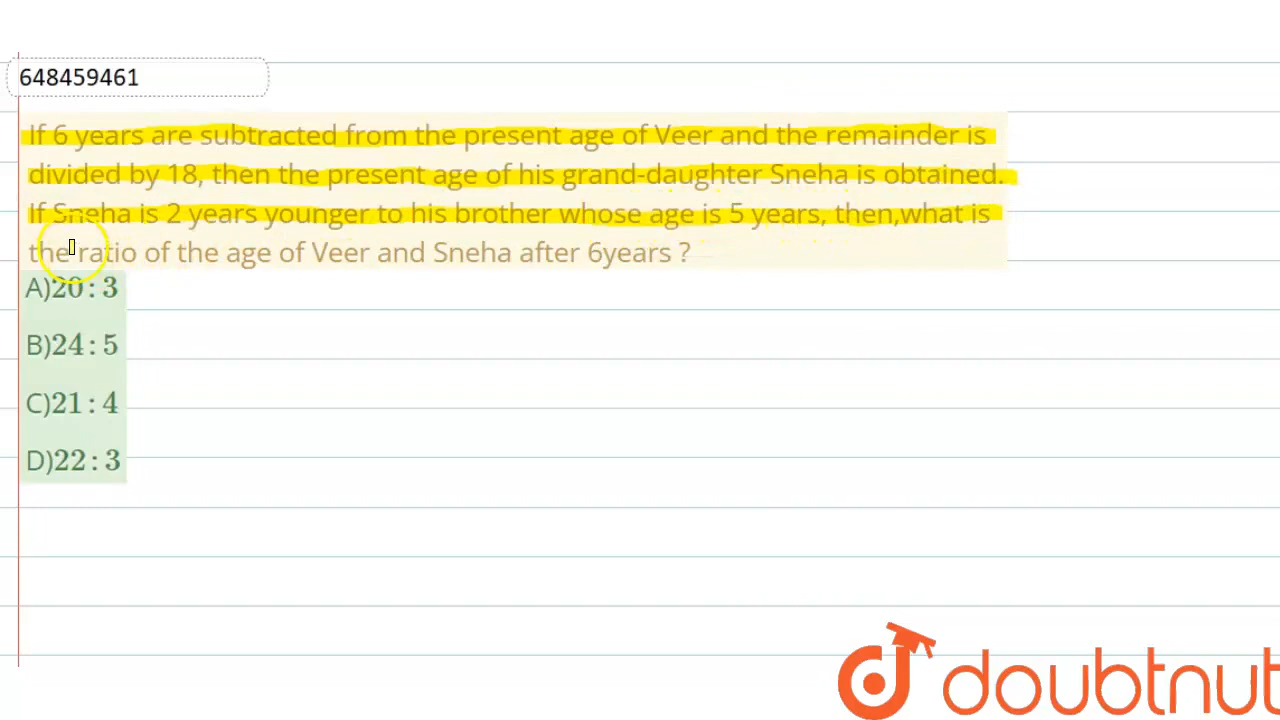 648459461
If 6 years are subtracted from the present age of Veer and the remainder is
divided by 18, then the present age of his grand-daughter Sneha is obtained.
If Sneha is 2 years younger to his brother whose age is 5 years, then,what is
the ratio of the age of Veer and Sneha after 6years ?
A)20 : 3
B)24 : 5
C)21 : 4
D)22 : 3
doubtnut